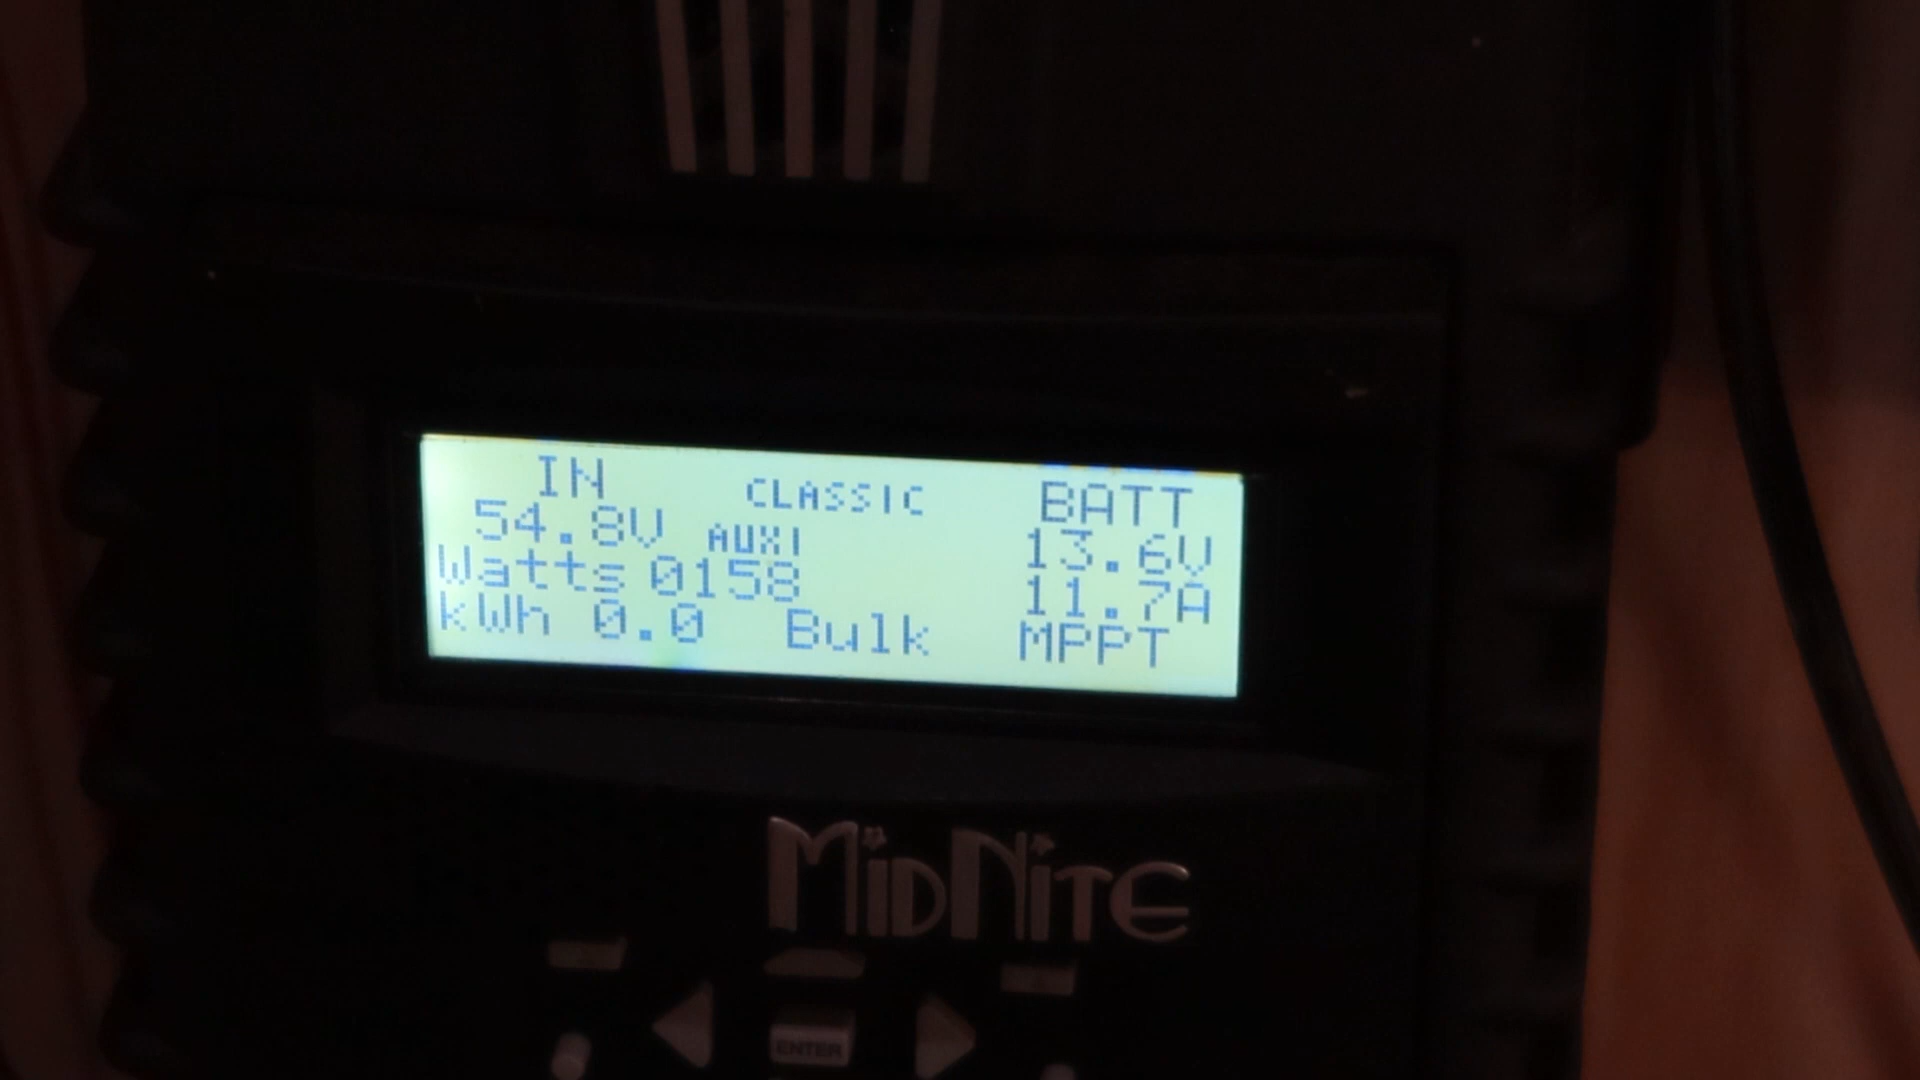 IN CLASSIC BATT
54.8V AUX1 13.6V
Watts 0158 11.7A
kWh 0.0 Bulk MPPT
MIDNITE
ENTER